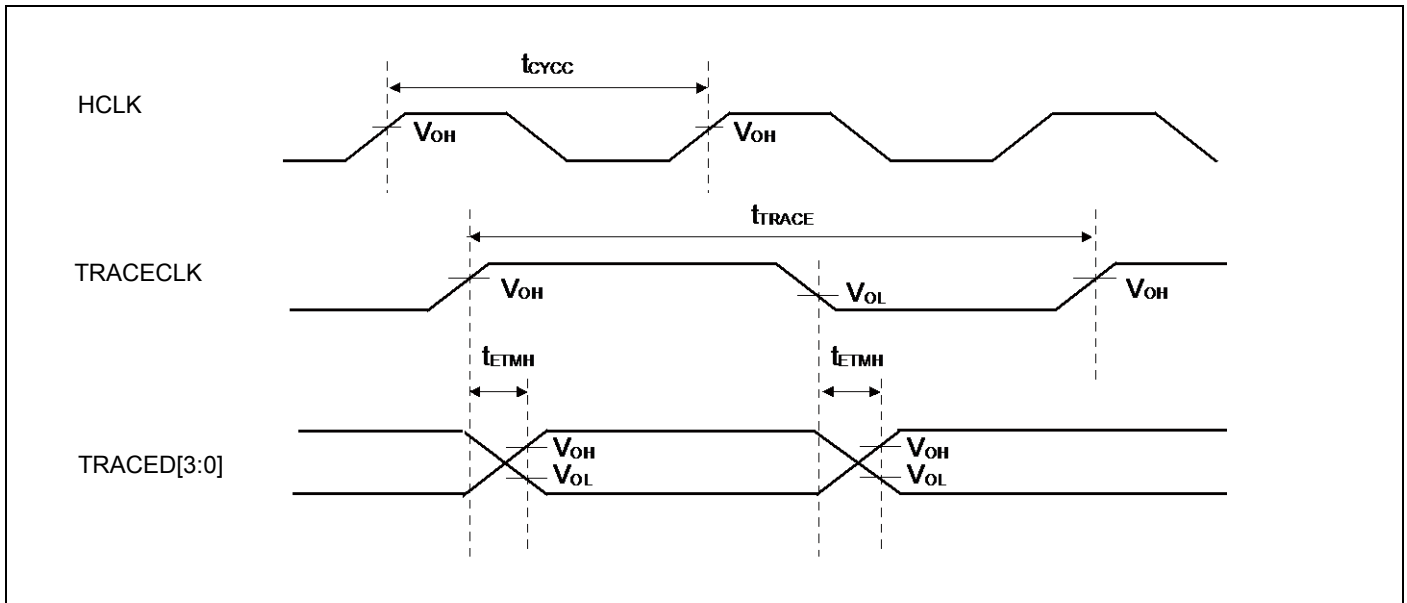 tCYCC
HCLK
VOH VOH
tTRACE
TRACECLK
VOH VOL VOH
tETMH tETMH
VOH VOH
TRACED[3:0]
VOL VOL